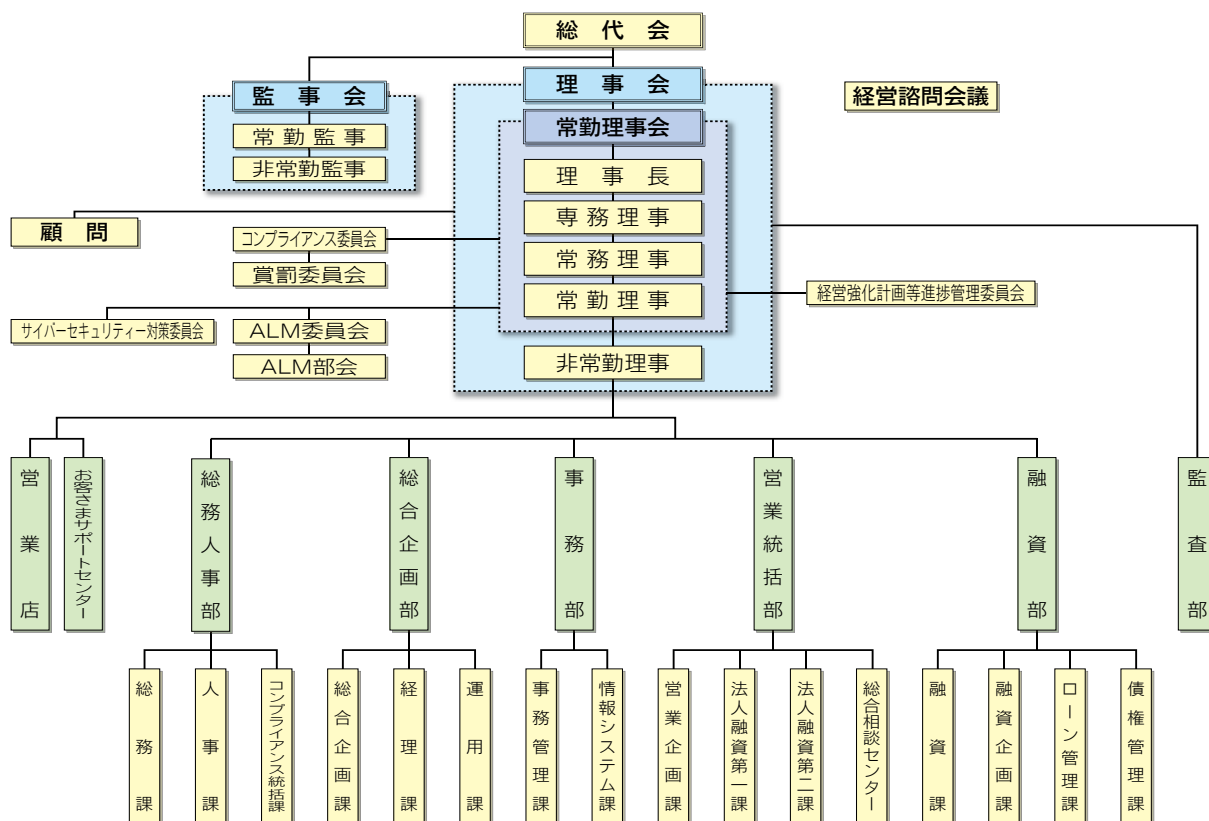 総代会
監事会
理事会
経営諮問会議
常勤監事
非常勤監事
常勤理事会
理事長
専務理事
常務理事
常勤理事
非常勤理事
顧問
コンプライアンス委員会
賞罰委員会
サイバーセキュリティー対策委員会
ALM委員会
ALM部会
経営強化計画等進捗管理委員会
営業店
お客さまサポートセンター
総務人事部
総合企画部
事務部
営業統括部
融資部
監査部
総務課
人事課
コンプライアンス統括課
総合企画課
経理課
運用課
事務管理課
情報システム課
営業企画課
法人融資第一課
法人融資第二課
総合相談センター
融資課
融資企画課
ローン管理課
債権管理課